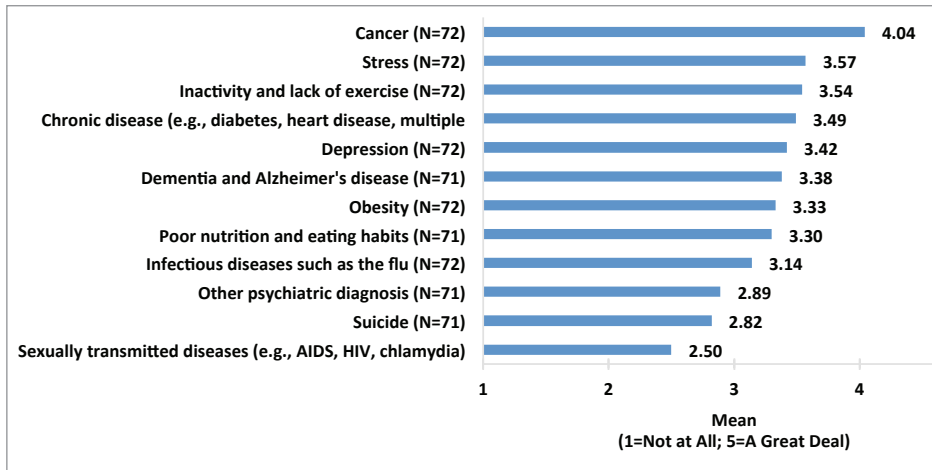 Cancer (N=72) 4.04
Stress (N=72) 3.57
Inactivity and lack of exercise (N=72) 3.54
Chronic disease (e.g., diabetes, heart disease, multiple 3.49
Depression (N=72) 3.42
Dementia and Alzheimer's disease (N=71) 3.38
Obesity (N=72) 3.33
Poor nutrition and eating habits (N=71) 3.30
Infectious diseases such as the flu (N=72) 3.14
Other psychiatric diagnosis (N=71) 2.89
Suicide (N=71) 2.82
Sexually transmitted diseases (e.g., AIDS, HIV, chlamydia) 2.50
1 2 3 4
Mean
(1=Not at All; 5=A Great Deal)